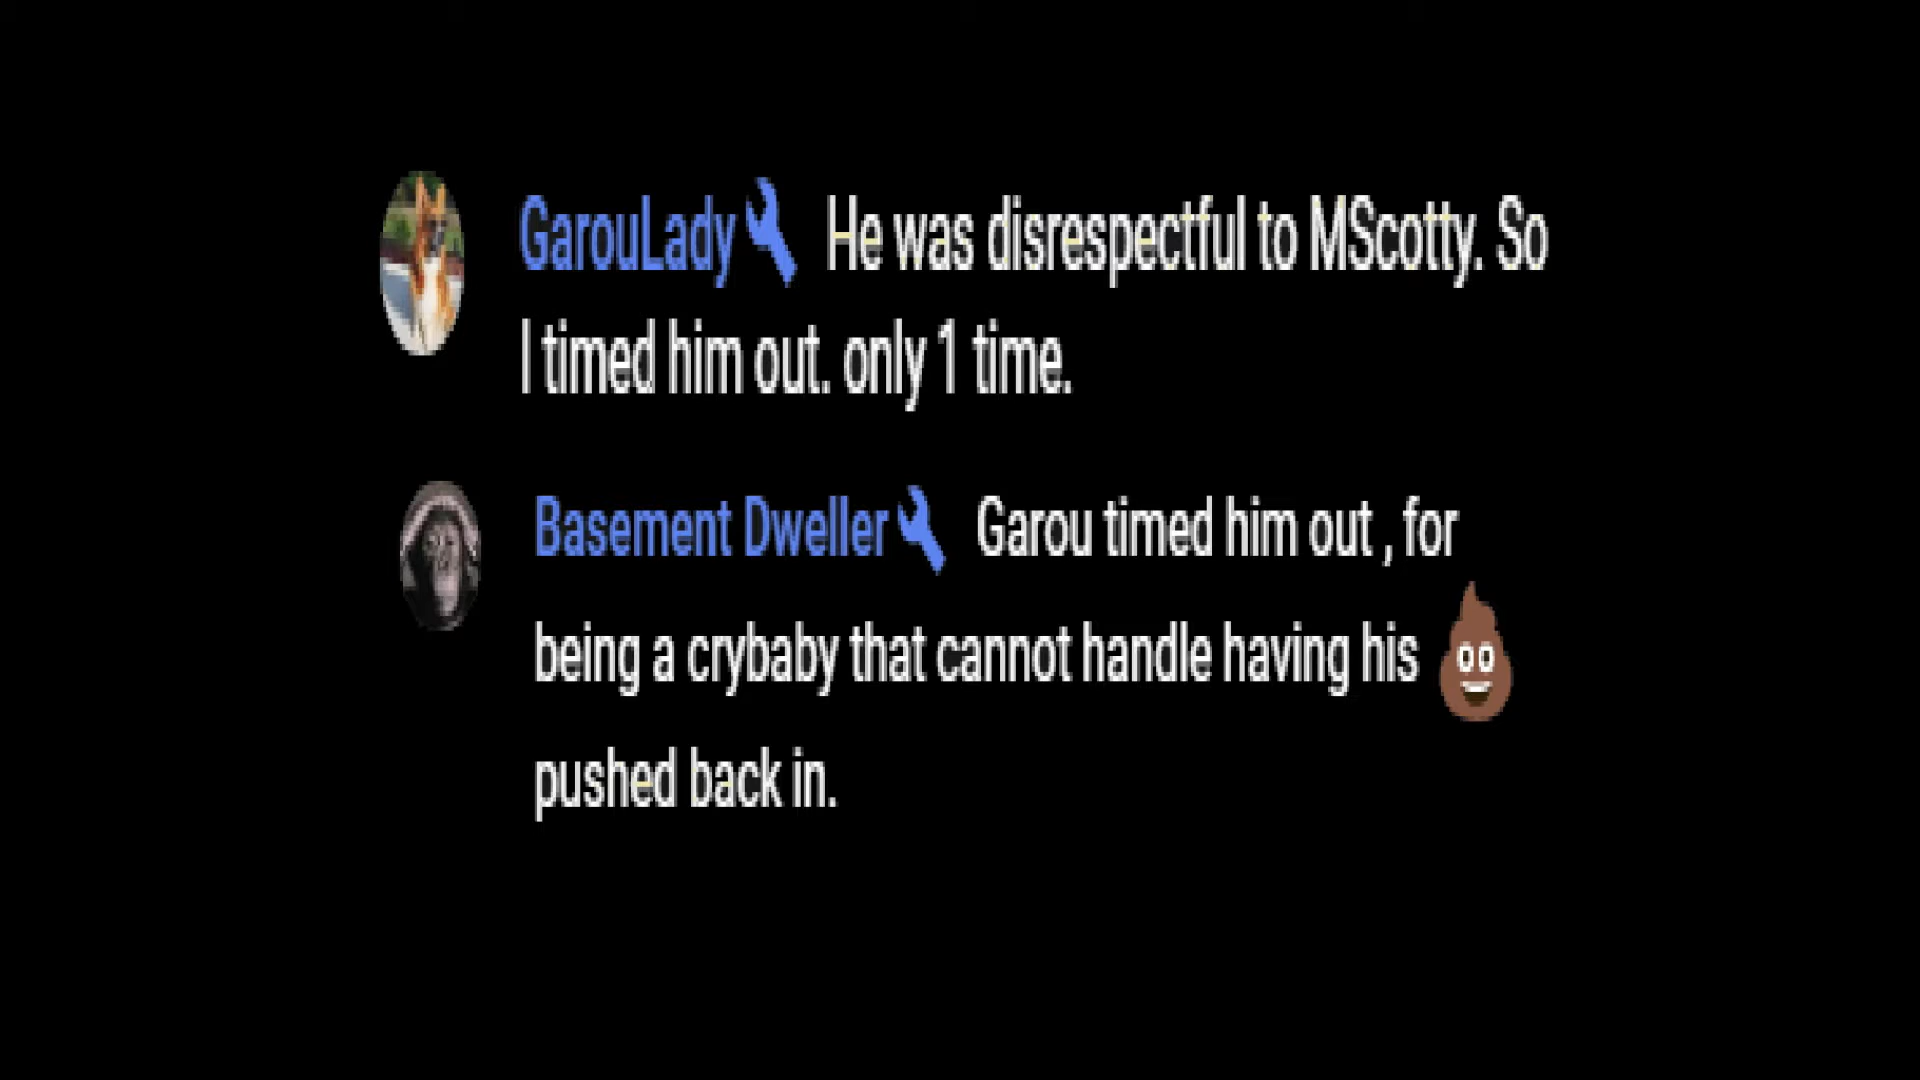 GarouLady🔧 He was disrespectful to MScotty. So
I timed him out. only 1 time.
Basement Dweller🔧 Garou timed him out , for
being a crybaby that cannot handle having his 💩
pushed back in.